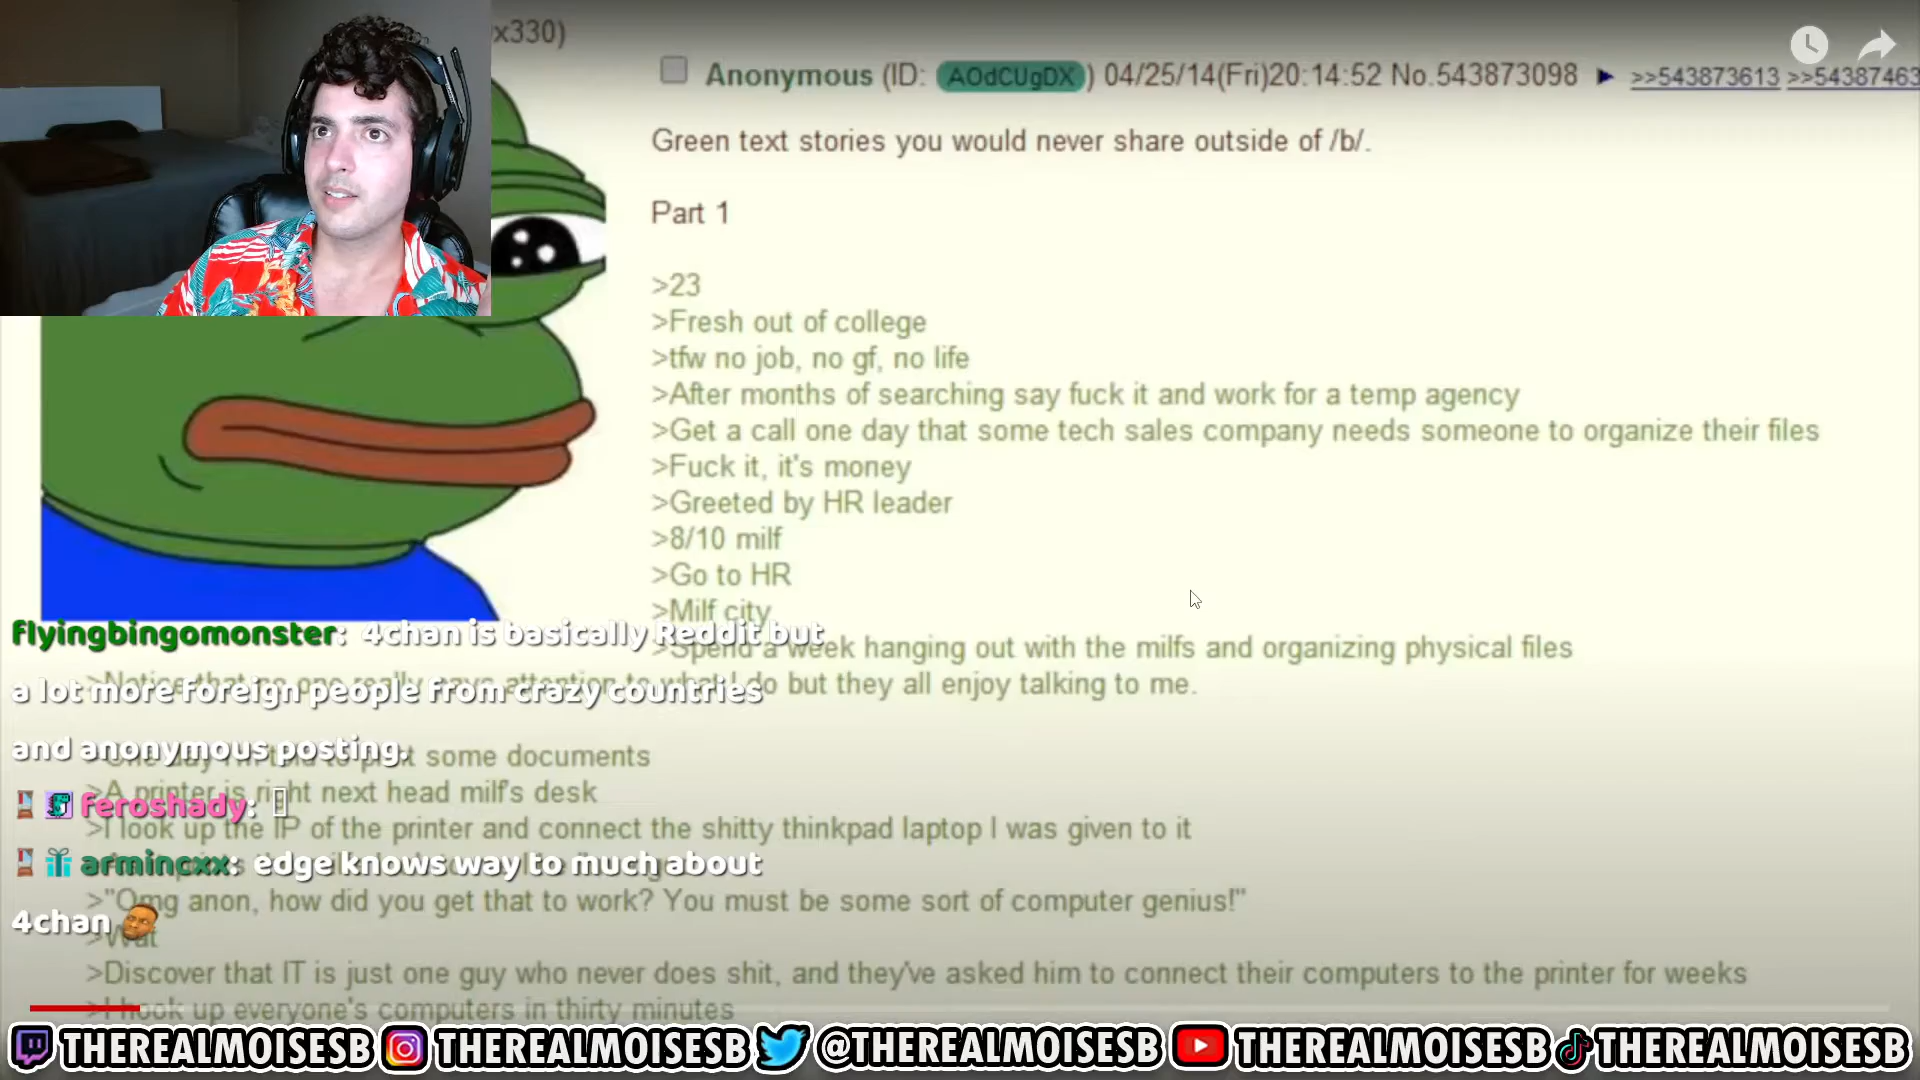 x330)
Anonymous (ID: AOdCUgDX ) 04/25/14(Fri)20:14:52 No.543873098 ▶ >>543873613 >>54387463
Green text stories you would never share outside of /b/.
Part 1
>23
>Fresh out of college
>tfw no job, no gf, no life
>After months of searching say fuck it and work for a temp agency
>Get a call one day that some tech sales company needs someone to organize their files
>Fuck it, it's money
>Greeted by HR leader
>8/10 milf
>Go to HR
>Milf city
flyingbingomonster: 4chan is basically Reddit but
>Spend a week hanging out with the milfs and organizing physical files
a lot more foreign people from crazy countries
do but they all enjoy talking to me.
and anonymous posting.
some documents
>A printer is right next head milf's desk
feroshady:
>I look up the IP of the printer and connect the shitty thinkpad laptop I was given to it
armincxx: edge knows way to much about
>"Omg anon, how did you get that to work? You must be some sort of computer genius!"
4chan
>Wat
>Discover that IT is just one guy who never does shit, and they've asked him to connect their computers to the printer for weeks
>I hook up everyone's computers in thirty minutes
THEREALMOISESB THEREALMOISESB @THEREALMOISESB THEREALMOISESB THEREALMOISESB